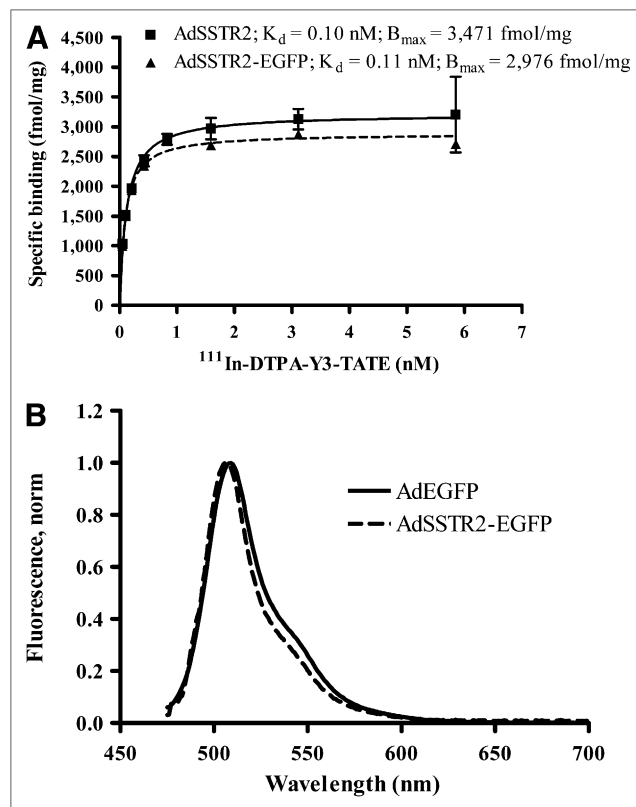 A
AdSSTR2; Kd = 0.10 nM; Bmax = 3,471 fmol/mg
AdSSTR2-EGFP; Kd = 0.11 nM; Bmax = 2,976 fmol/mg
Specific binding (fmol/mg)
4,500
4,000
3,500
3,000
2,500
2,000
1,500
1,000
500
0
0 1 2 3 4 5 6 7
111In-DTPA-Y3-TATE (nM)
B
Fluorescence, norm
1.2
1.0
0.8
0.6
0.4
0.2
0.0
AdEGFP
AdSSTR2-EGFP
450 500 550 600 650 700
Wavelength (nm)